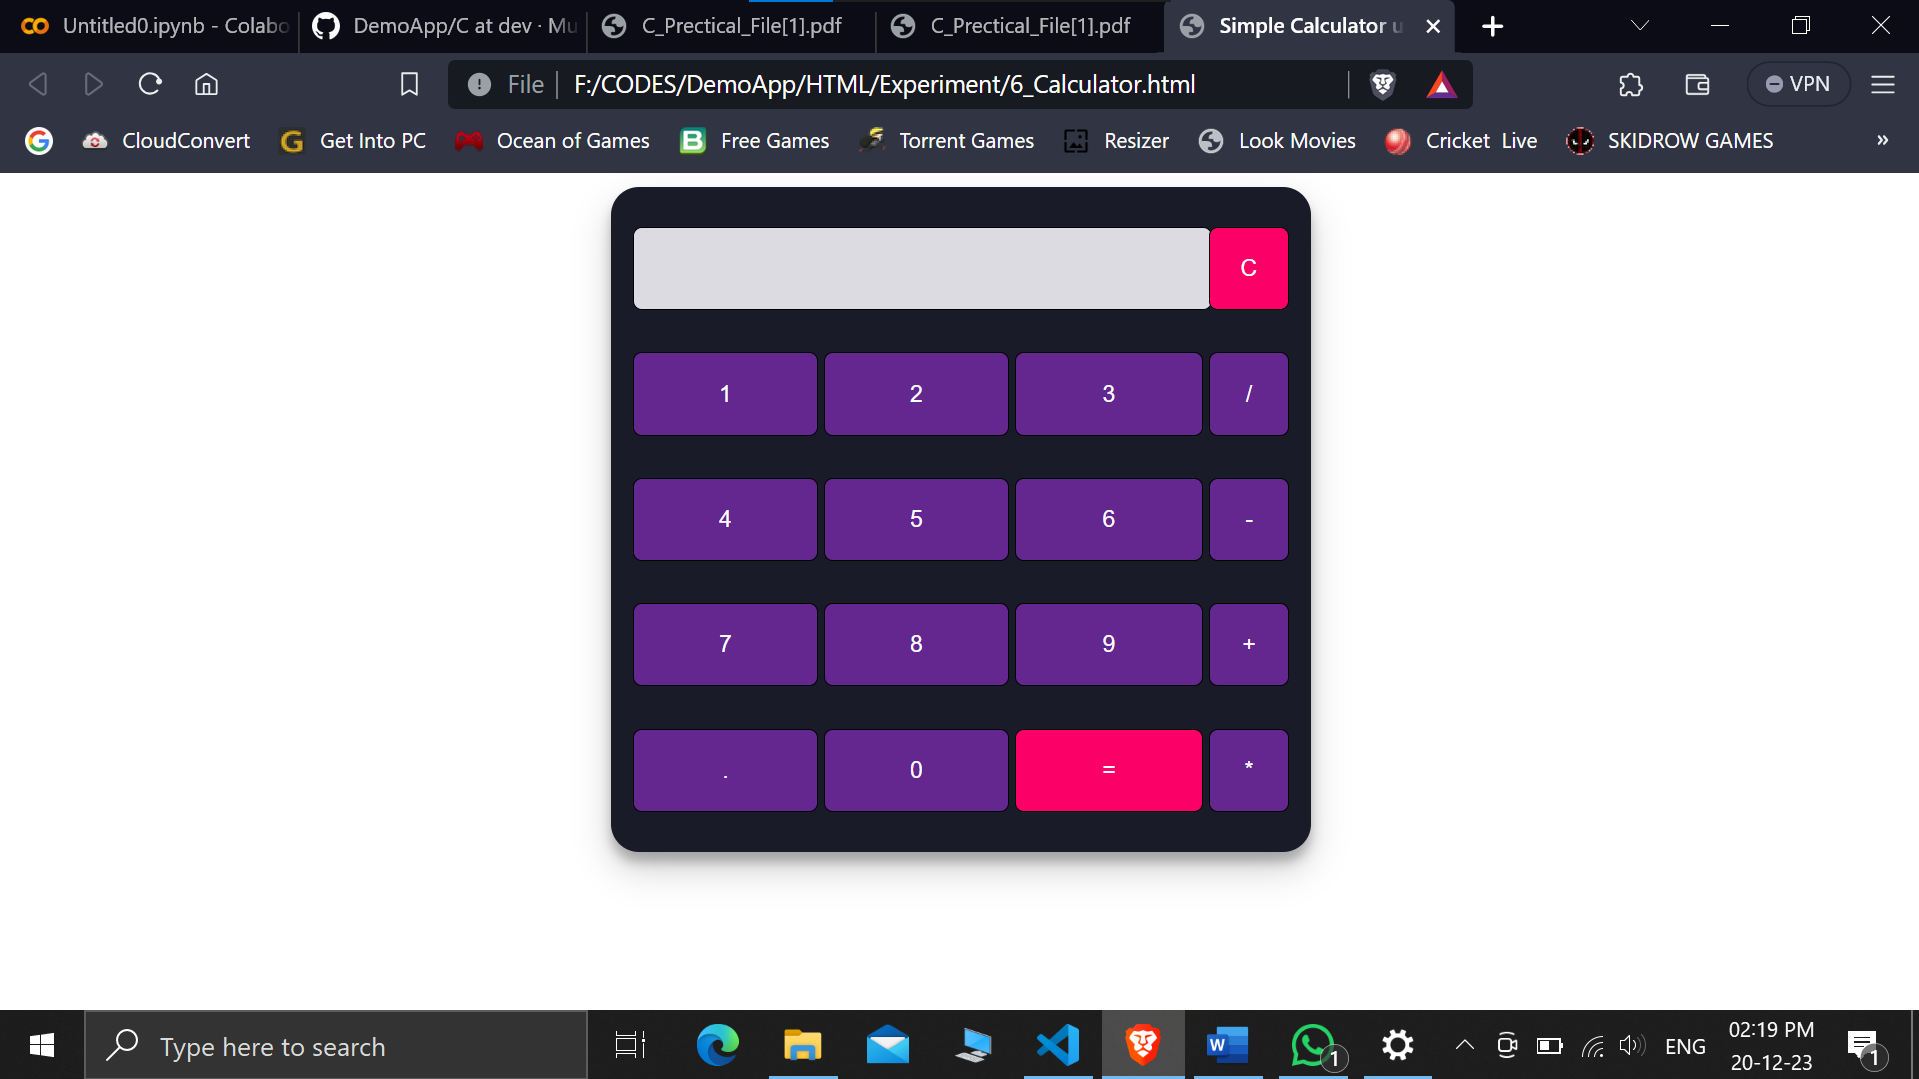 Untitled0.ipynb - Colabo
DemoApp/C at dev · Mu
C_Prectical_File[1].pdf
C_Prectical_File[1].pdf
Simple Calculator u
File
F:/CODES/DemoApp/HTML/Experiment/6_Calculator.html
VPN
CloudConvert
Get Into PC
Ocean of Games
Free Games
Torrent Games
Resizer
Look Movies
Cricket Live
SKIDROW GAMES
»
C
1 2 3 /
4 5 6 -
7 8 9 +
. 0 = *
Type here to search
1
ENG
02:19 PM
20-12-23
1